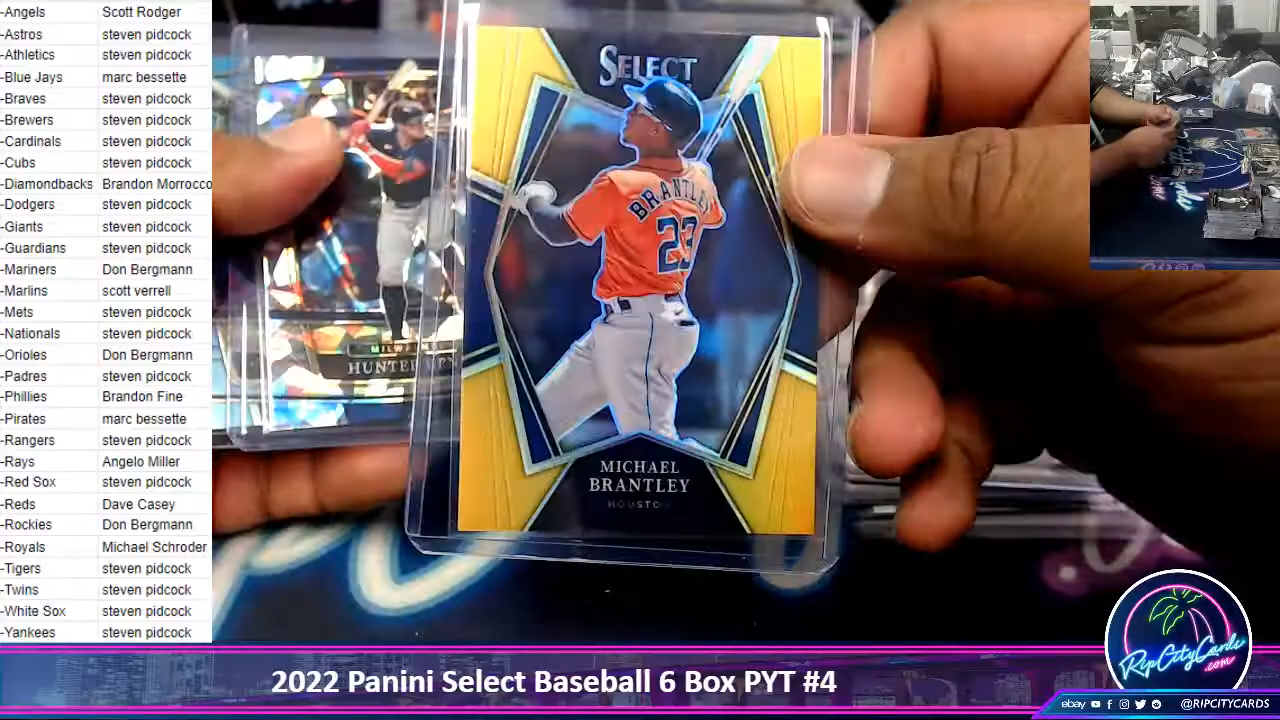 -Angels Scott Rodger
-Astros steven pidcock
-Athletics steven pidcock
-Blue Jays marc bessette
-Braves steven pidcock
-Brewers steven pidcock
-Cardinals steven pidcock
-Cubs steven pidcock
-Diamondbacks Brandon Morrocco
-Dodgers steven pidcock
-Giants steven pidcock
-Guardians steven pidcock
-Mariners Don Bergmann
-Marlins scott verrell
-Mets steven pidcock
-Nationals steven pidcock
-Orioles Don Bergmann
-Padres steven pidcock
-Phillies Brandon Fine
-Pirates marc bessette
-Rangers steven pidcock
-Rays Angelo Miller
-Red Sox steven pidcock
-Reds Dave Casey
-Rockies Don Bergmann
-Royals Michael Schroder
-Tigers steven pidcock
-Twins steven pidcock
-White Sox steven pidcock
-Yankees steven pidcock
SELECT
BRANTLEY
23
MICHAEL
BRANTLEY
HOUSTON
RipCityCards
.com
2022 Panini Select Baseball 6 Box PYT #4
ebay @RIPCITYCARDS